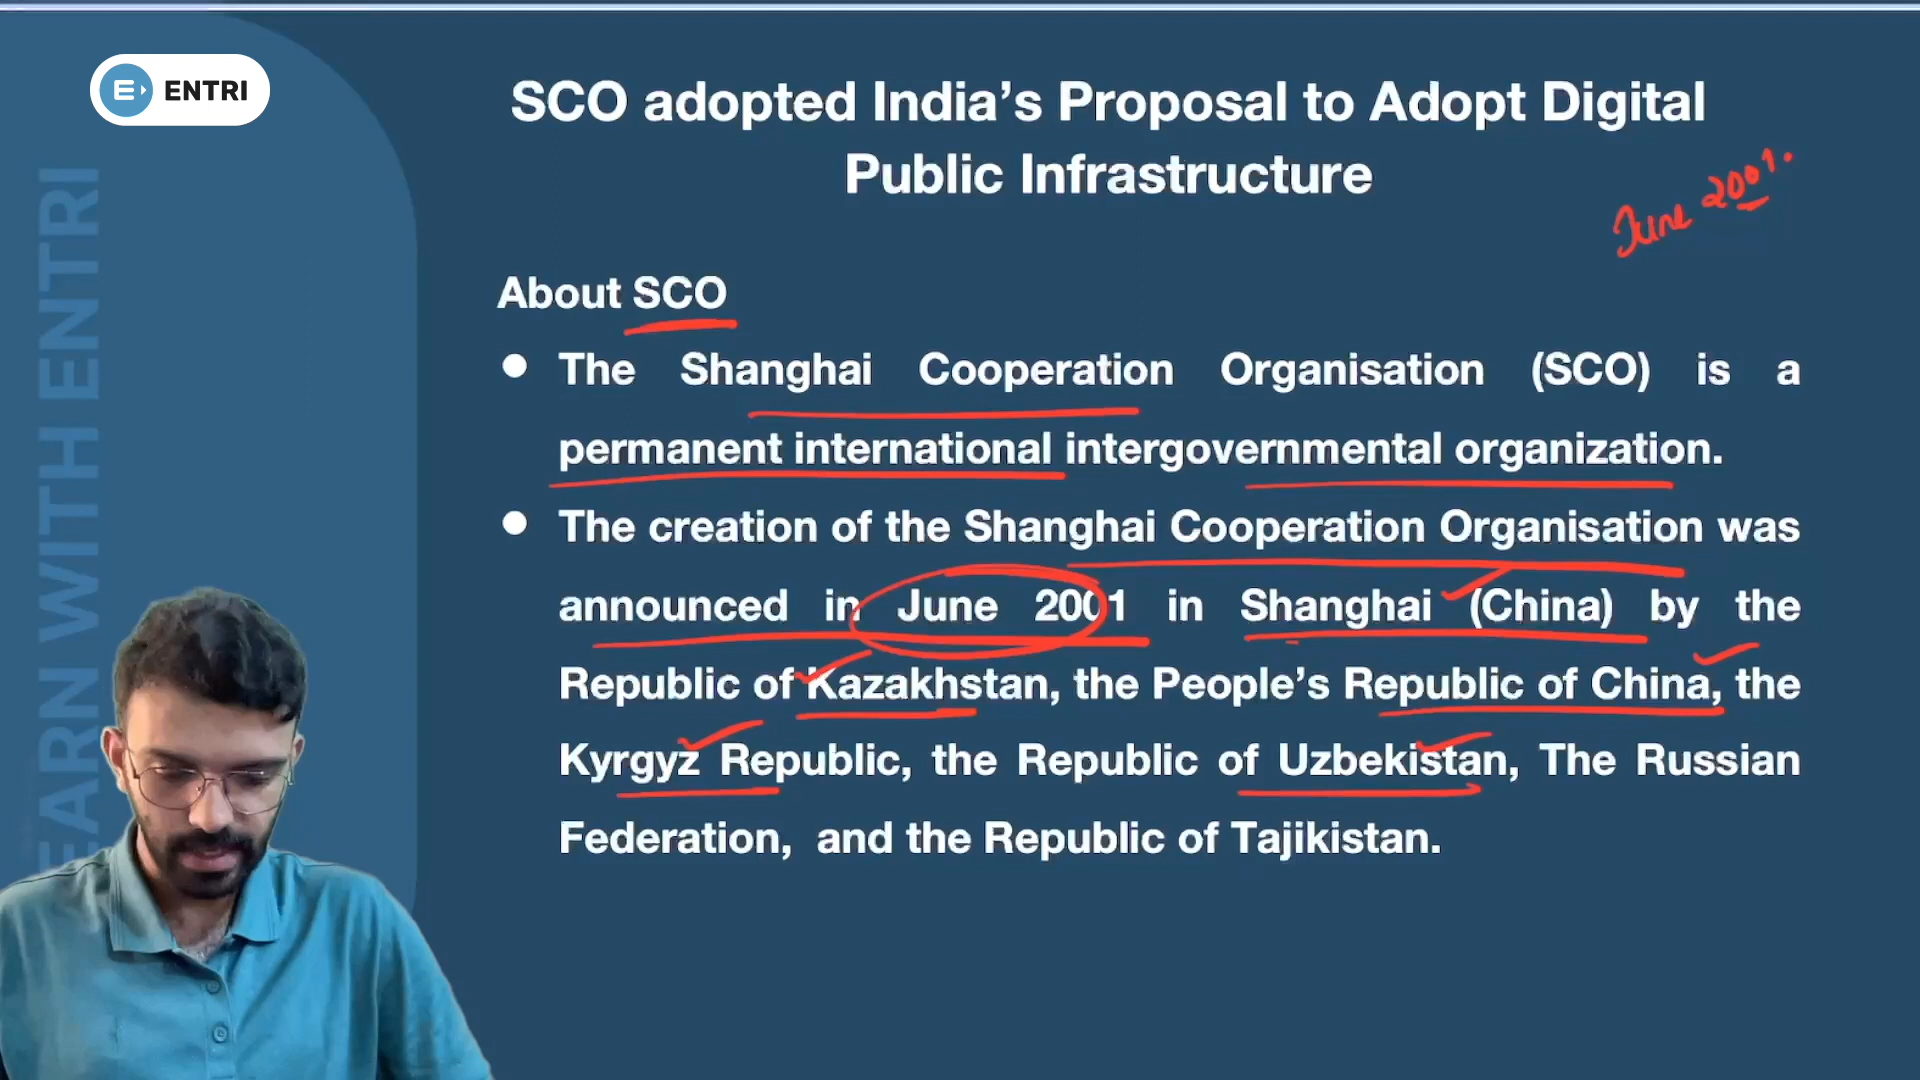 ENTRI
SCO adopted India's Proposal to Adopt Digital
Public Infrastructure
June 2001.
About SCO
The Shanghai Cooperation Organisation (SCO) is a
permanent international intergovernmental organization.
The creation of the Shanghai Cooperation Organisation was
announced in June 2001 in Shanghai (China) by the
Republic of Kazakhstan, the People's Republic of China, the
Kyrgyz Republic, the Republic of Uzbekistan, The Russian
Federation, and the Republic of Tajikistan.
EARN WITH ENTRI